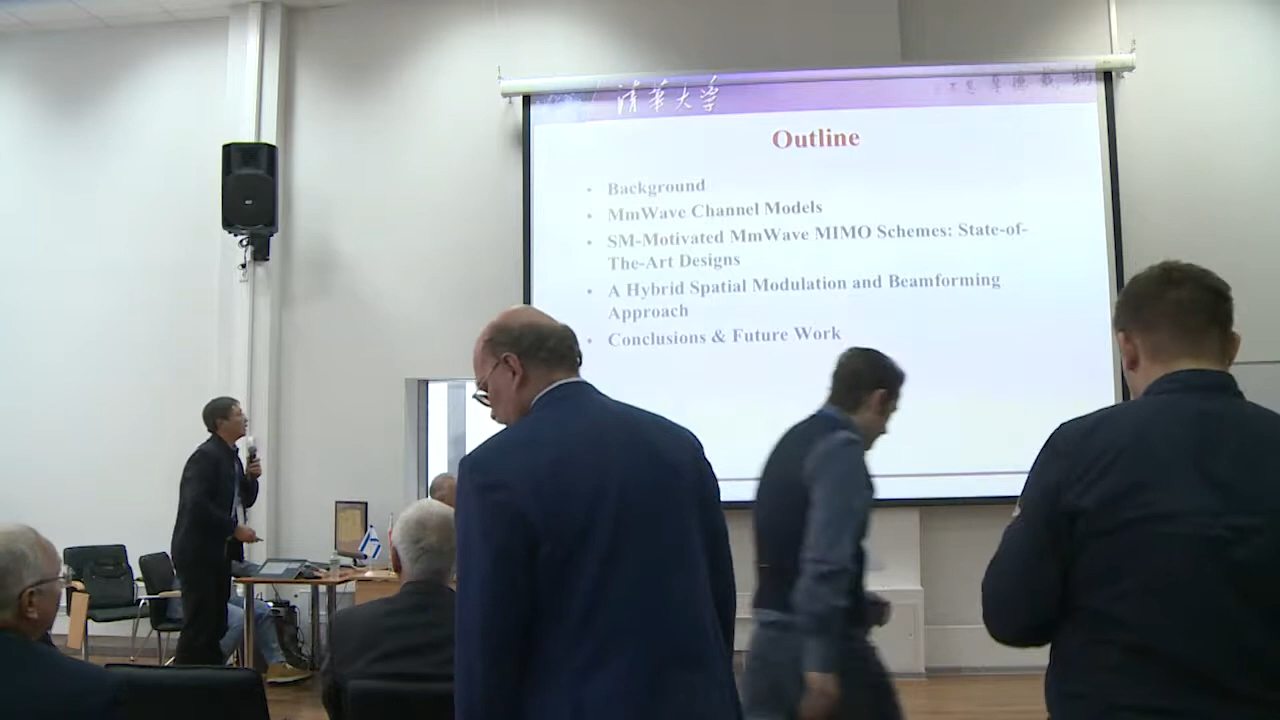 清华大学
Outline
• Background
• MmWave Channel Models
• SM-Motivated MmWave MIMO Schemes: State-of-
The-Art Designs
• A Hybrid Spatial Modulation and Beamforming
Approach
• Conclusions & Future Work